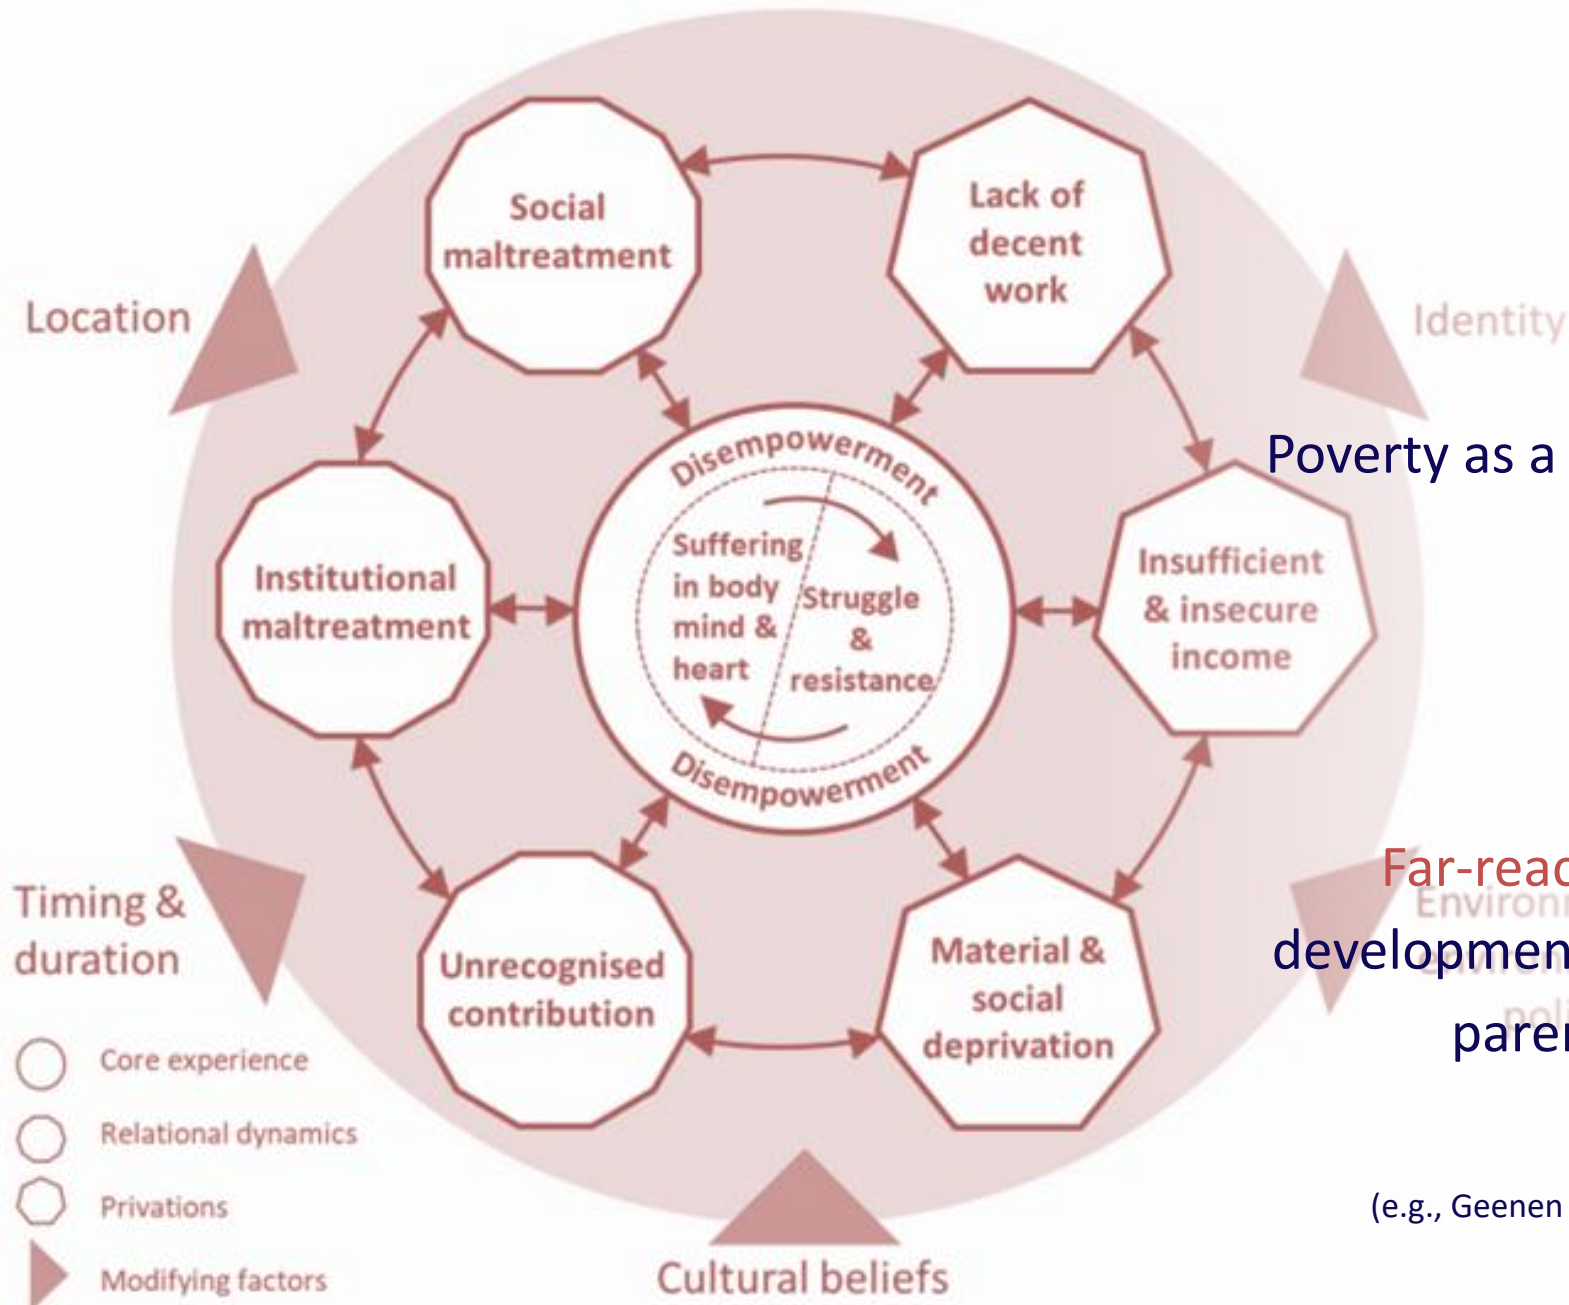 Social
maltreatment
Lack of
decent
work
Location
Identity
Poverty as a
Disempowerment
Suffering
in body
mind &
heart
Struggle
&
resistance
Disempowerment
Institutional
maltreatment
Insufficient
& insecure
income
Far-reac
Timing &
duration
developmen
paren
Unrecognised
contribution
Material &
social
deprivation
Core experience
Relational dynamics
Privations
Modifying factors
(e.g., Geenen
Cultural beliefs